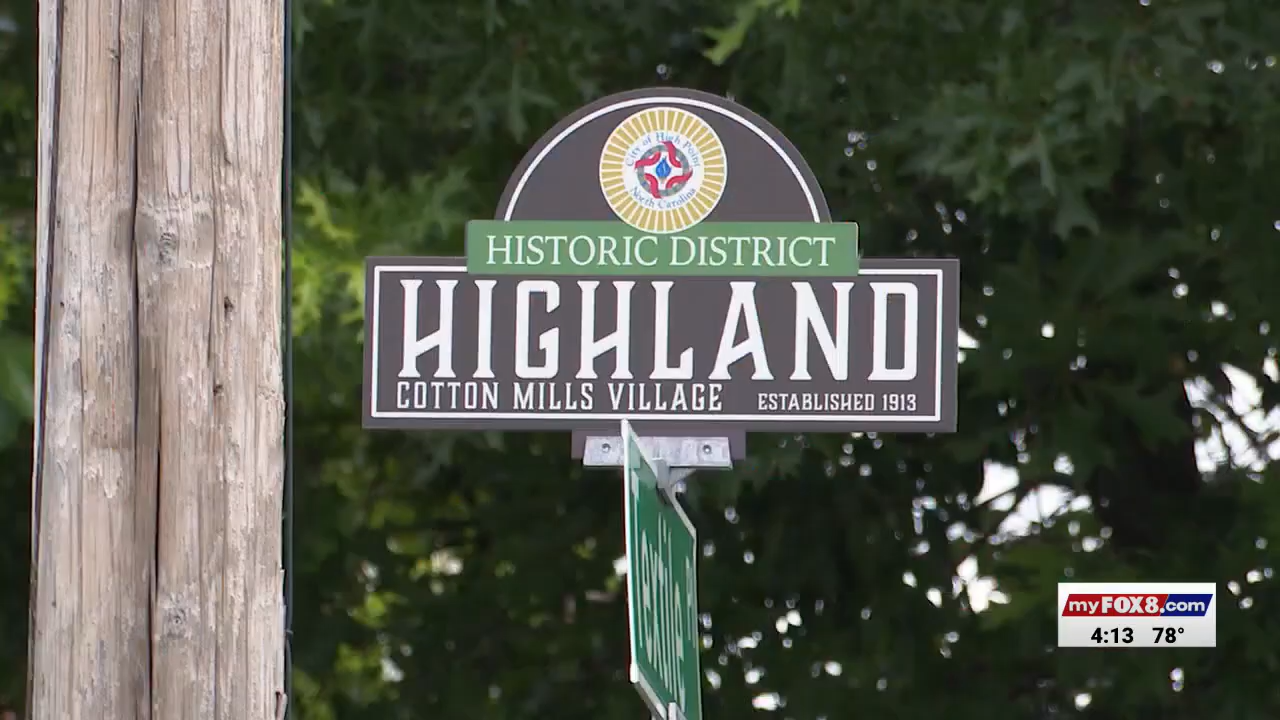 City of High Point
North Carolina
HISTORIC DISTRICT
HIGHLAND
COTTON MILLS VILLAGE ESTABLISHED 1913
extile
myFOX8.com
4:13 78°